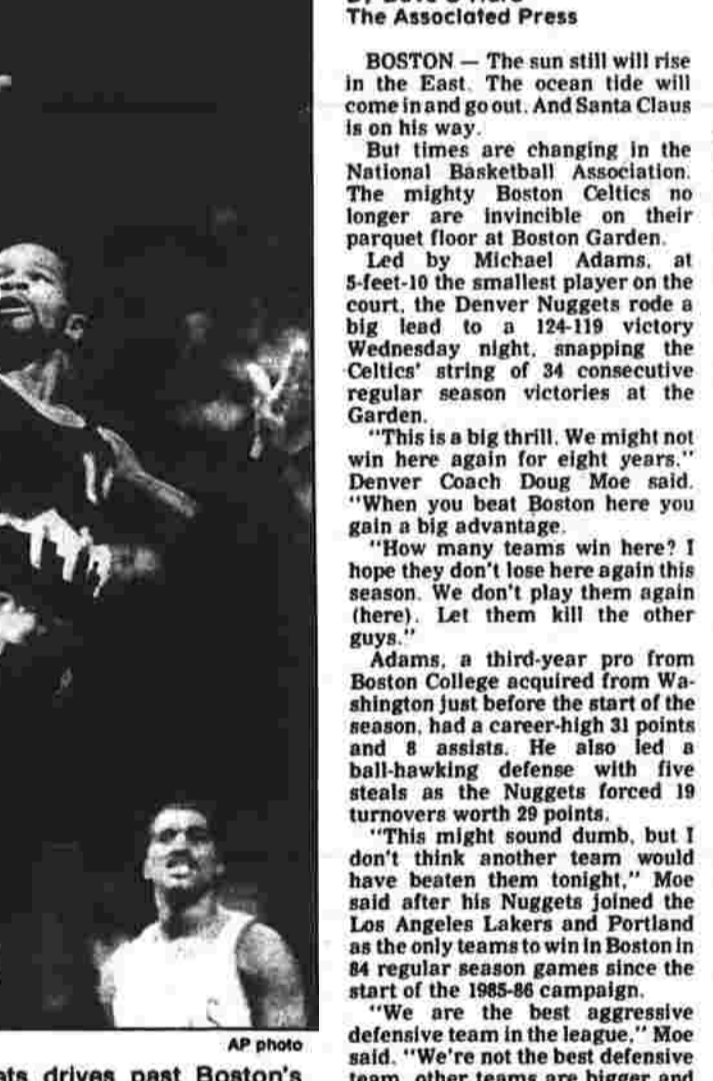 The Associated Press
BOSTON — The sun still will rise
in the East. The ocean tide will
come in and go out. And Santa Claus
is on his way.
But times are changing in the
National Basketball Association.
The mighty Boston Celtics no
longer are invincible on their
parquet floor at Boston Garden.
Led by Michael Adams, at
5-feet-10 the smallest player on the
court, the Denver Nuggets rode a
big lead to a 124-119 victory
Wednesday night, snapping the
Celtics' string of 34 consecutive
regular season victories at the
Garden.
"This is a big thrill. We might not
win here again for eight years."
Denver Coach Doug Moe said.
"When you beat Boston here you
gain a big advantage.
"How many teams win here? I
hope they don't lose here again this
season. We don't play them again
(here). Let them kill the other
guys."
Adams, a third-year pro from
Boston College acquired from Wa-
shington just before the start of the
season, had a career-high 31 points
and 8 assists. He also led a
ball-hawking defense with five
steals as the Nuggets forced 19
turnovers worth 29 points.
"This might sound dumb, but I
don't think another team would
have beaten them tonight," Moe
said after his Nuggets joined the
Los Angeles Lakers and Portland
as the only teams to win in Boston in
84 regular season games since the
start of the 1985-86 campaign.
"We are the best aggressive
defensive team in the league," Moe
said. "We're not the best defensive
team, other teams are bigger and
AP photo
drives past Boston's